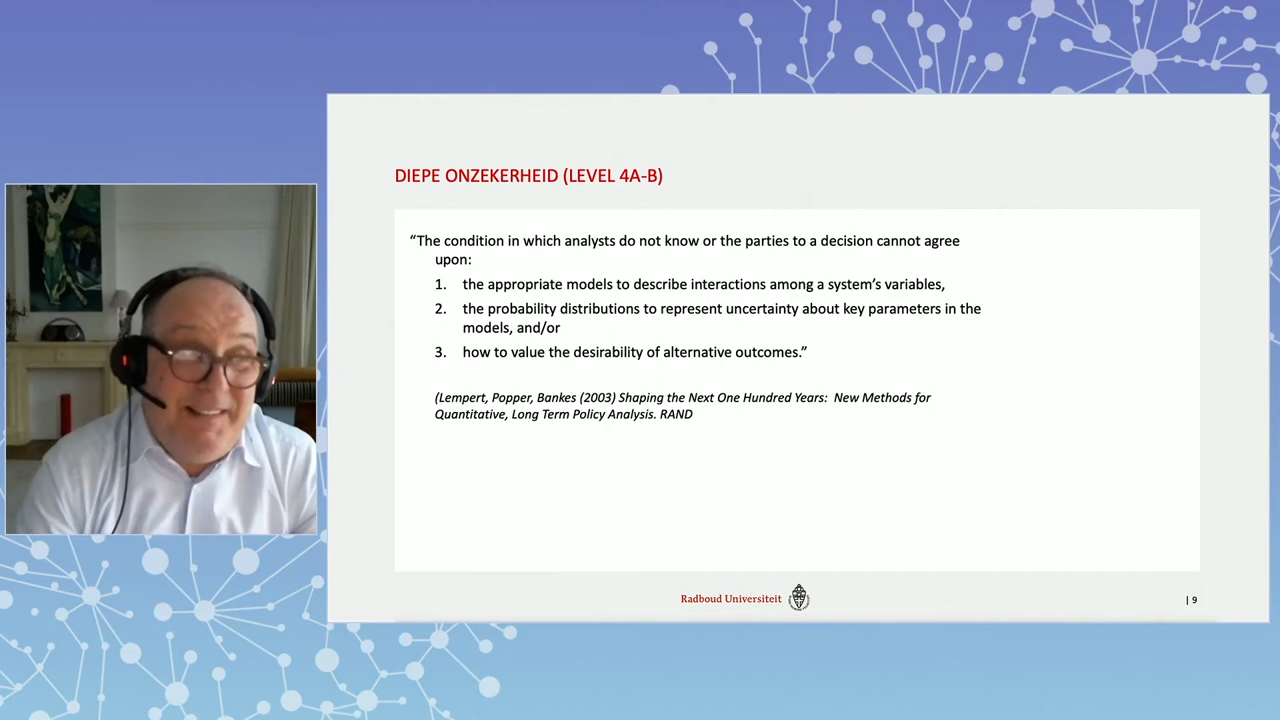 DIEPE ONZEKERHEID (LEVEL 4A-B)
“The condition in which analysts do not know or the parties to a decision cannot agree
upon:
1. the appropriate models to describe interactions among a system’s variables,
2. the probability distributions to represent uncertainty about key parameters in the
models, and/or
3. how to value the desirability of alternative outcomes.”
(Lempert, Popper, Bankes (2003) Shaping the Next One Hundred Years: New Methods for
Quantitative, Long Term Policy Analysis. RAND
Radboud Universiteit
| 9